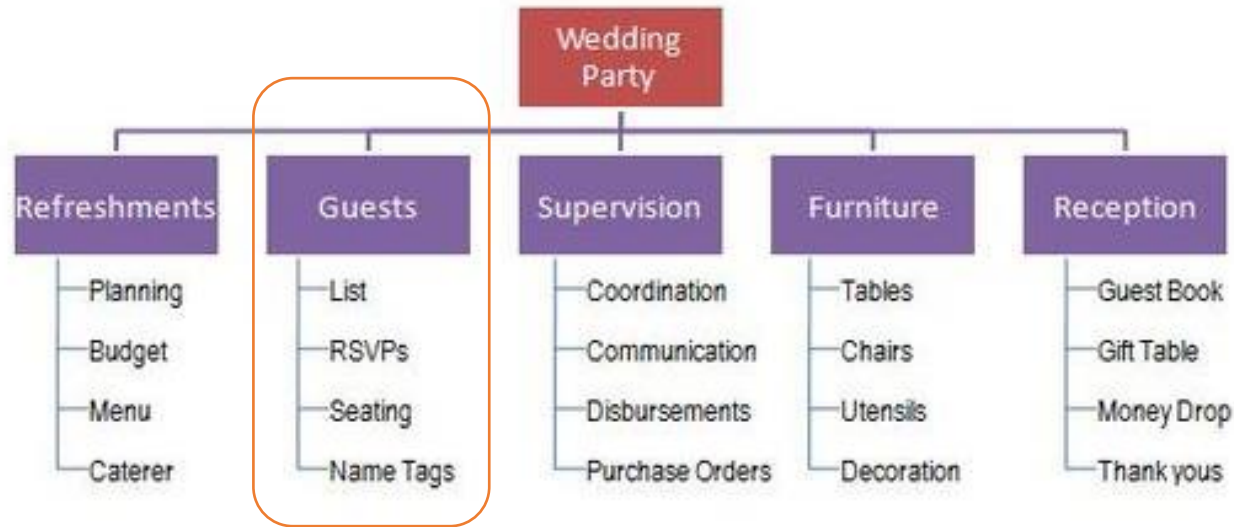 Wedding
Party
Refreshments
Planning
Budget
Menu
Caterer
Guests
List
RSVPs
Seating
Name Tags
Supervision
Coordination
Communication
Disbursements
Purchase Orders
Furniture
Tables
Chairs
Utensils
Decoration
Reception
Guest Book
Gift Table
Money Drop
Thank yous